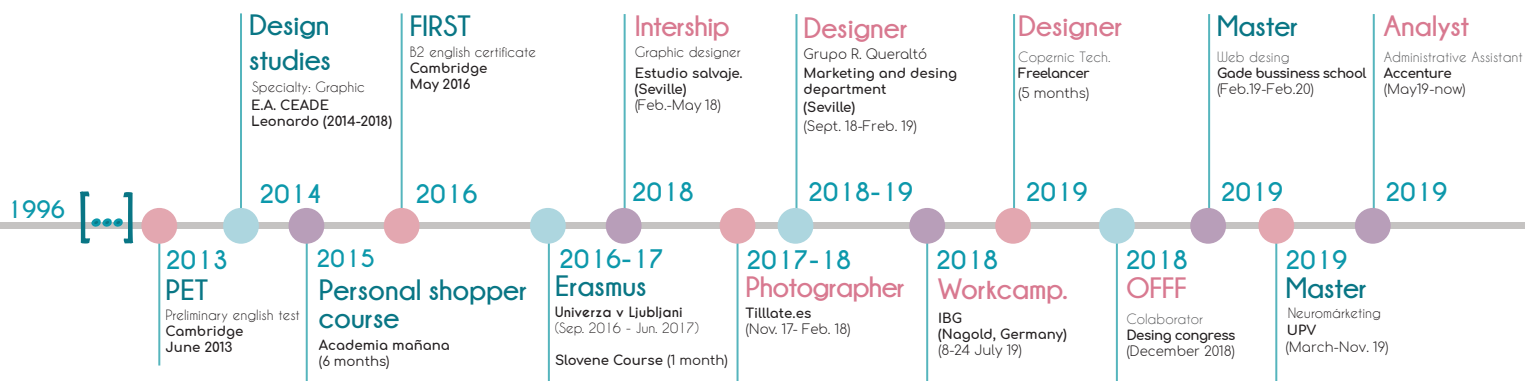 1996
[...]
2013
PET
Preliminary english test
Cambridge
June 2013
Design
studies
Specialty: Graphic
E.A. CEADE
Leonardo (2014-2018)
2014
2015
Personal shopper
course
Academia mañana
(6 months)
FIRST
B2 english certificate
Cambridge
May 2016
2016
2016-17
Erasmus
Univerza v Ljubljani
(Sep. 2016 - Jun. 2017)
Slovene Course (1 month)
Intership
Graphic designer
Estudio salvaje.
(Seville)
(Feb.-May 18)
2018
2017-18
Photographer
Tilllate.es
(Nov. 17- Feb. 18)
Designer
Grupo R. Queraltó
Marketing and desing
department
(Seville)
(Sept. 18-Freb. 19)
2018-19
2018
Workcamp.
IBG
(Nagold, Germany)
(8-24 July 19)
Designer
Copernic Tech.
Freelancer
(5 months)
2019
2018
OFFF
Colaborator
Desing congress
(December 2018)
Master
Web desing
Gade bussiness school
(Feb.19-Feb.20)
2019
2019
Master
Neuromarketing
UPV
(March-Nov. 19)
Analyst
Administrative Assistant
Accenture
(May19-now)
2019